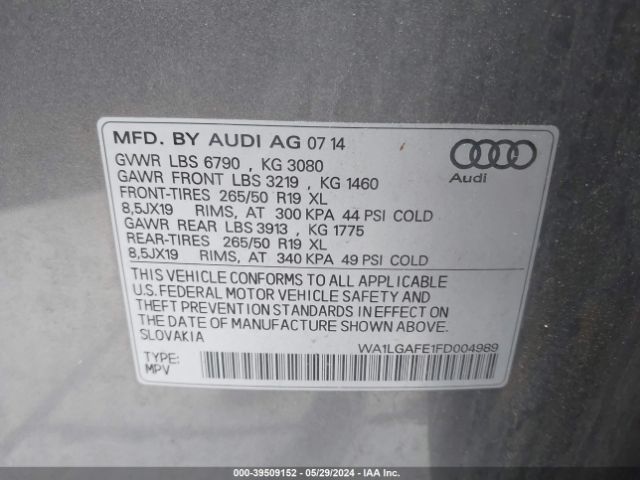 MFD. BY AUDI AG 07 14
GVWR LBS 6790 , KG 3080
GAWR FRONT LBS 3219 , KG 1460
FRONT-TIRES 265/50 R19 XL
8,5JX19 RIMS, AT 300 KPA 44 PSI COLD
GAWR REAR LBS 3913 , KG 1775
REAR-TIRES 265/50 R19 XL
8,5JX19 RIMS, AT 340 KPA 49 PSI COLD
THIS VEHICLE CONFORMS TO ALL APPLICABLE
U.S. FEDERAL MOTOR VEHICLE SAFETY AND
THEFT PREVENTION STANDARDS IN EFFECT ON
THE DATE OF MANUFACTURE SHOWN ABOVE.
SLOVAKIA
WA1LGAFE1FD004989
TYPE:
MPV
Audi
000-39509152 - 05/29/2024 - IAA Inc.